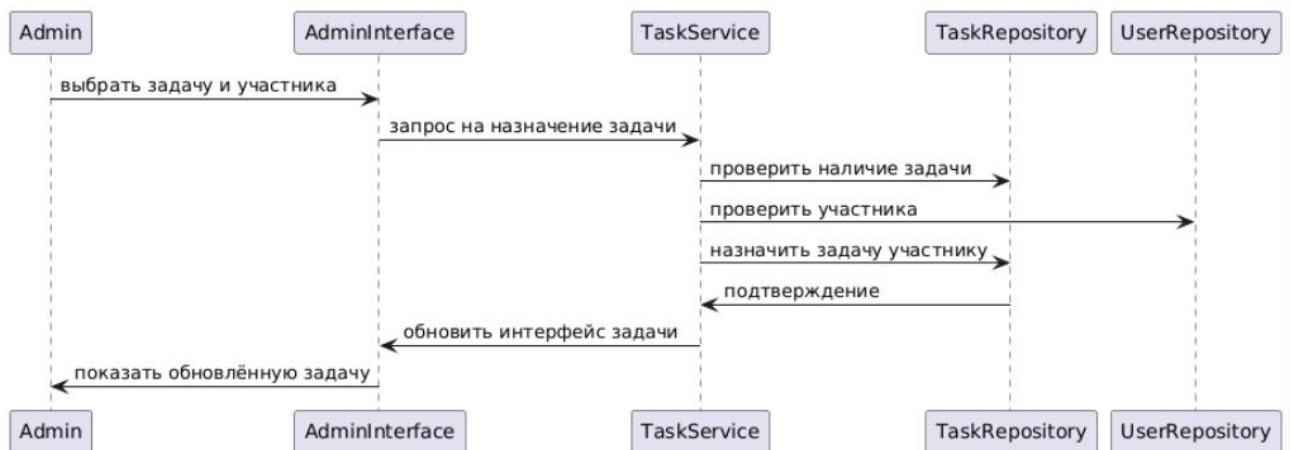 Admin AdminInterface TaskService TaskRepository UserRepository
выбрать задачу и участника
запрос на назначение задачи
проверить наличие задачи
проверить участника
назначить задачу участнику
подтверждение
обновить интерфейс задачи
показать обновлённую задачу
Admin AdminInterface TaskService TaskRepository UserRepository